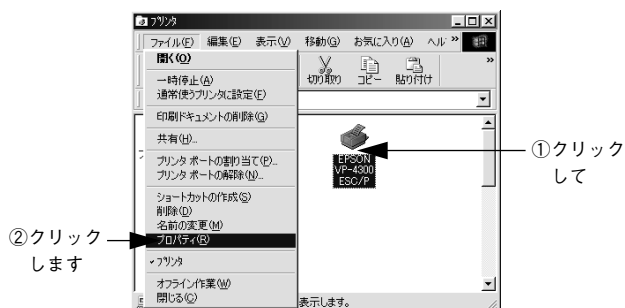 プリンタ
ファイル(F) 編集(E) 表示(V) 移動(G) お気に入り(A) ヘル »
開く(O)
一時停止(A)
通常使うプリンタに設定(F)
印刷ドキュメントの削除(G)
共有(H)...
プリンタ ポートの割り当て(P)...
プリンタ ポートの解除(N)...
ショートカットの作成(S)
削除(D)
名前の変更(M)
プロパティ(R)
プリンタ
オフライン作業(W)
閉じる(C)
切り取り コピー 貼り付け »
EPSON
VP-4300
ESC/P
表示します。
①クリック
して
②クリック
します